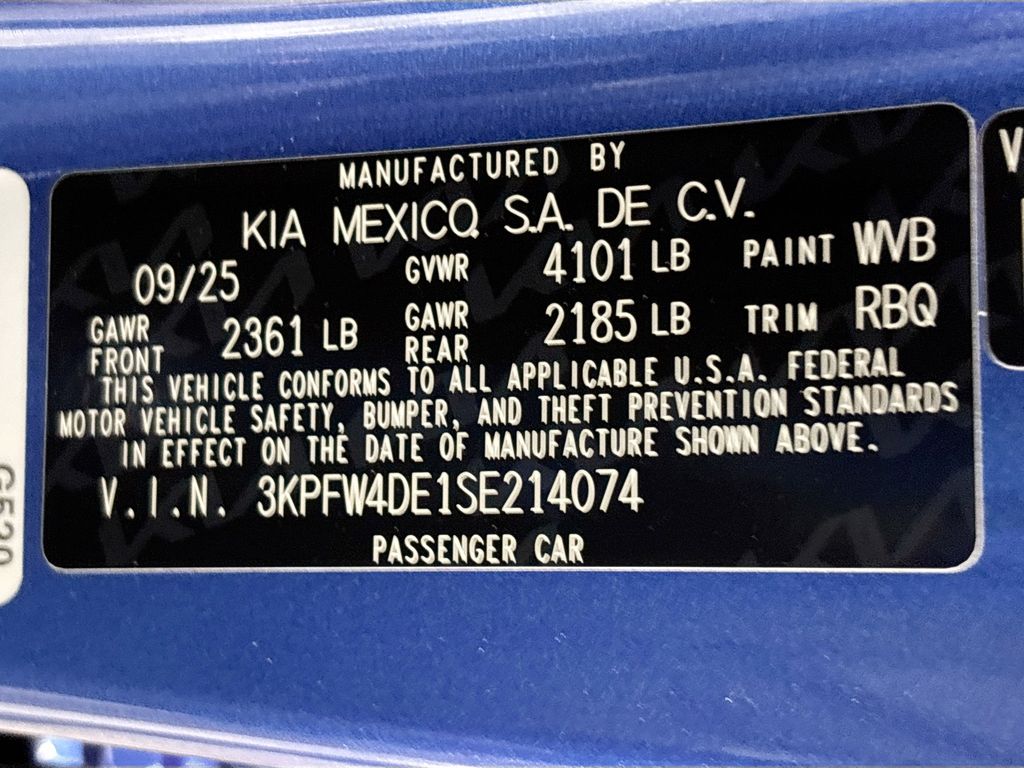 MANUFACTURED BY
KIA MEXICO, S.A. DE C.V.
09/25 GVWR 4101 LB PAINT WVB
GAWR FRONT 2361 LB GAWR REAR 2185 LB TRIM RBQ
THIS VEHICLE CONFORMS TO ALL APPLICABLE U.S.A. FEDERAL
MOTOR VEHICLE SAFETY, BUMPER, AND THEFT PREVENTION STANDARDS
IN EFFECT ON THE DATE OF MANUFACTURE SHOWN ABOVE.
V.I.N. 3KPFW4DE1SE214074
PASSENGER CAR
G520
V